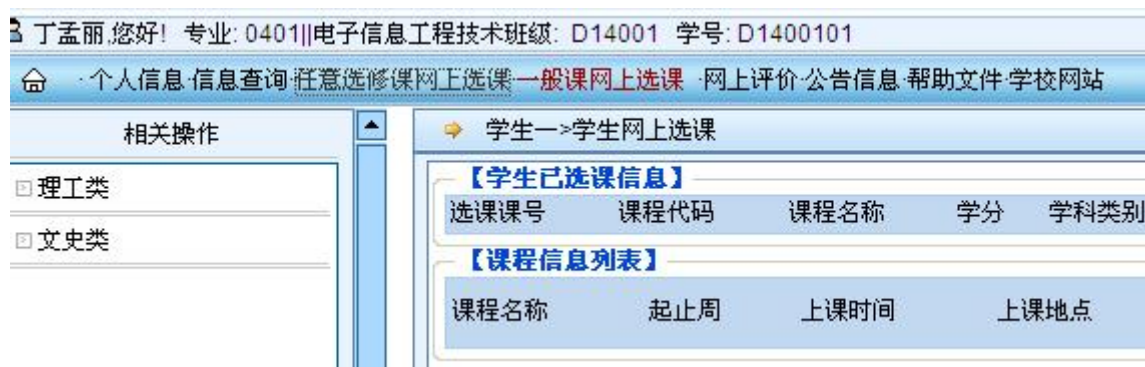 丁孟丽,您好! 专业: 0401||电子信息工程技术班级: D14001 学号: D1400101
·个人信息·信息查询·任意选修课网上选课·一般课网上选课 ·网上评价·公告信息·帮助文件·学校网站
相关操作
理工类
文史类
学生—>学生网上选课
【学生已选课信息】
选课课号 课程代码 课程名称 学分 学科类别
【课程信息列表】
课程名称 起止周 上课时间 上课地点